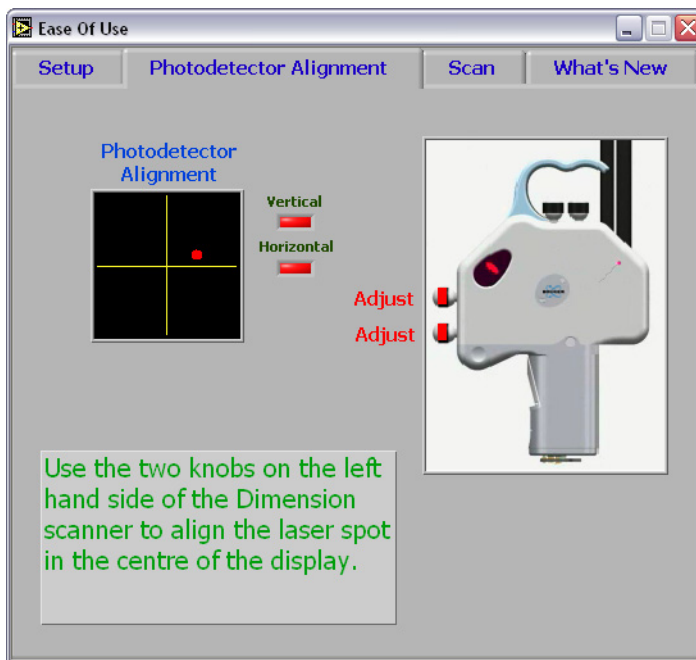 Ease Of Use
Setup
Photodetector Alignment
Scan
What's New
Photodetector
Alignment
Vertical
Horizontal
Adjust
Adjust
BRUKER
Use the two knobs on the left
hand side of the Dimension
scanner to align the laser spot
in the centre of the display.